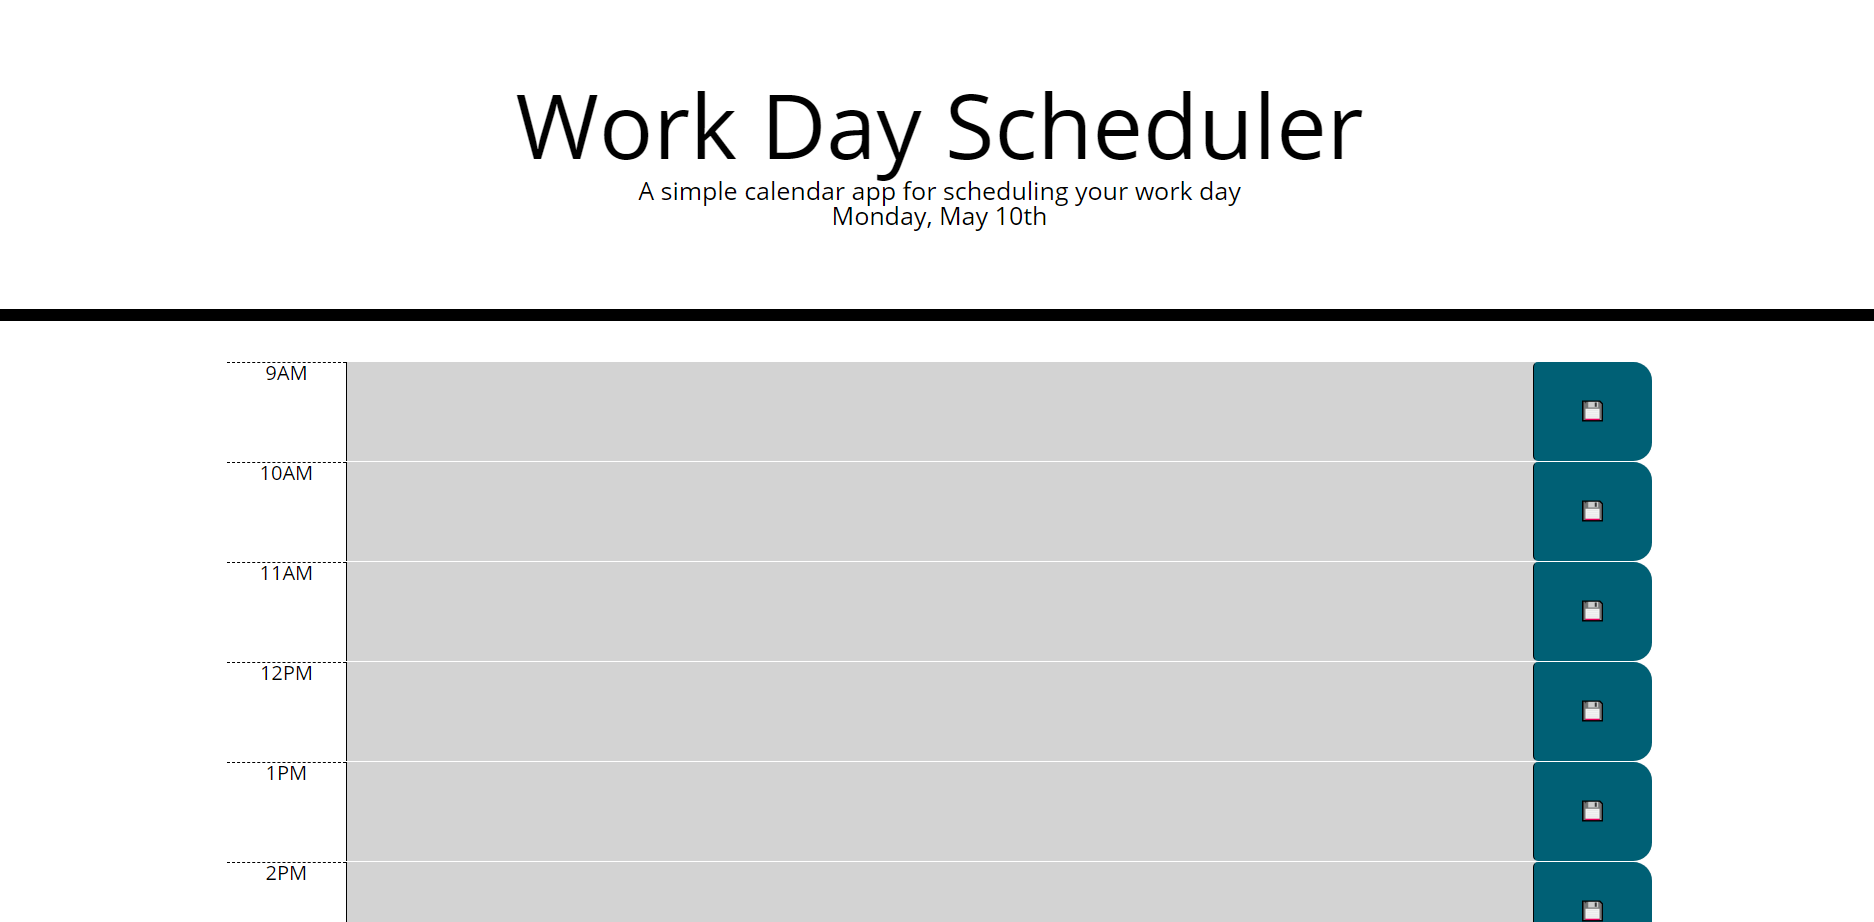 Work Day Scheduler
A simple calendar app for scheduling your work day
Monday, May 10th
9AM
10AM
11AM
12PM
1PM
2PM